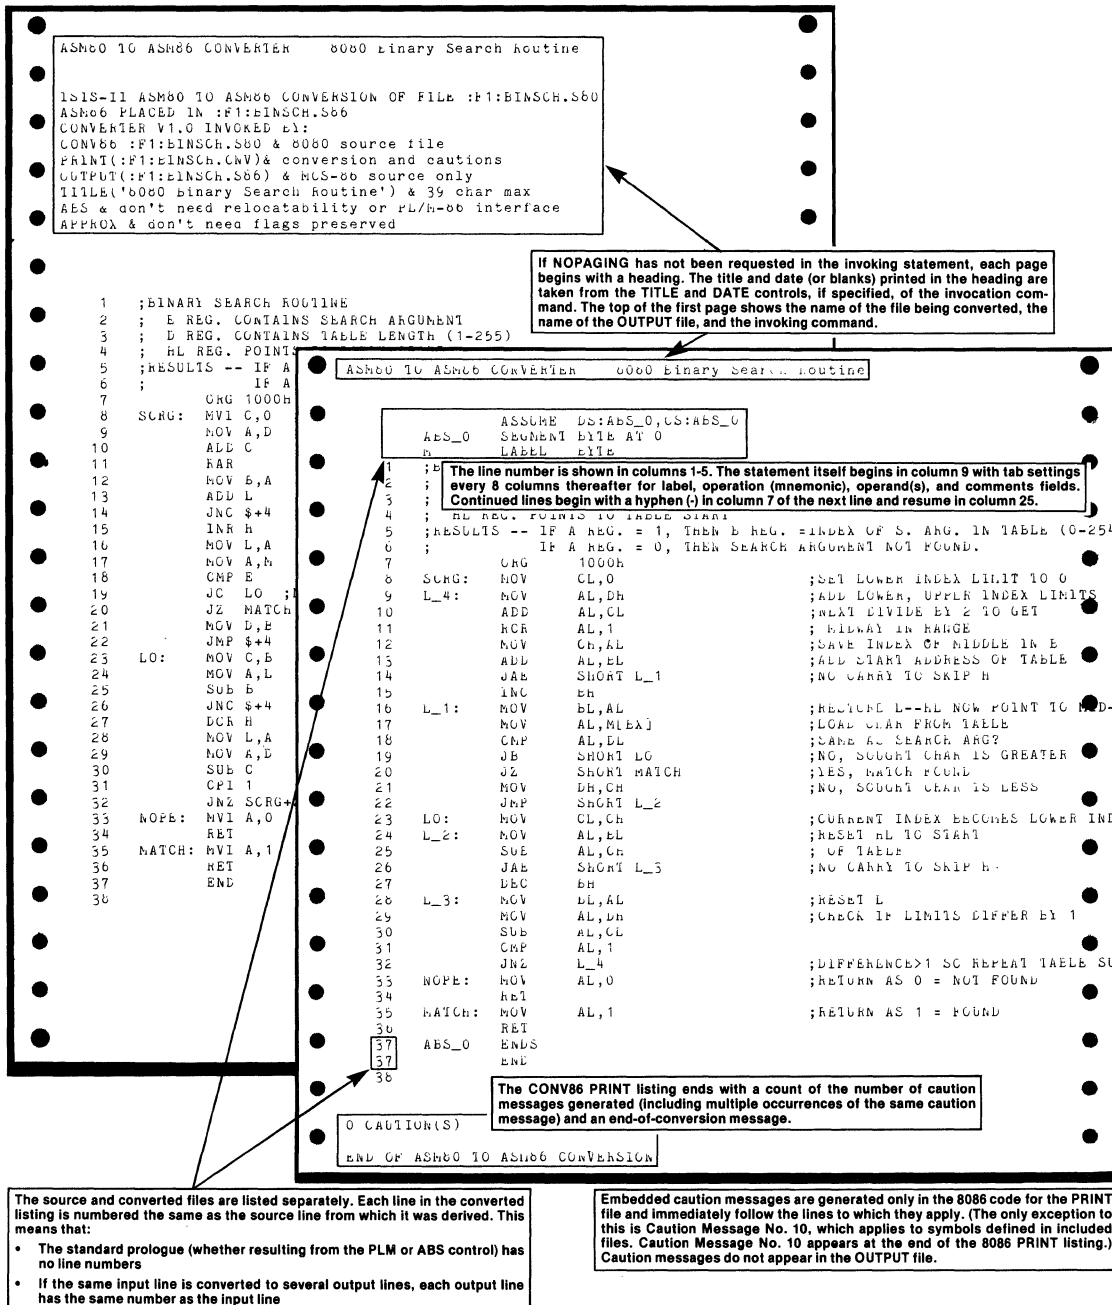 ASM80 TO ASM86 CONVERTER 8080 Binary Search Routine
ISIS-II ASM80 TO ASM86 CONVERSION OF FILE :F1:BINSCH.S80
ASM86 PLACED IN :F1:BINSCH.S86
CONVERTER V1.0 INVOKED BY:
CONV86 :F1:BINSCH.S80 & 8080 source file
PRINT(:F1:BINSCH.CNV)& conversion and cautions
OUTPUT(:F1:BINSCH.S86) & MCS-86 source only
TITLE('8080 Binary Search Routine') & 39 char max
ABS & don't need relocatability or PL/M-86 interface
APPROX & don't need flags preserved
If NOPAGING has not been requested in the invoking statement, each page
begins with a heading. The title and date (or blanks) printed in the heading are
taken from the TITLE and DATE controls, if specified, of the invocation com-
mand. The top of the first page shows the name of the file being converted, the
name of the OUTPUT file, and the invoking command.
1 ;BINARY SEARCH ROUTINE
2 ; E REG. CONTAINS SEARCH ARGUMENT
3 ; D REG. CONTAINS TABLE LENGTH (1-255)
4 ; HL REG. POINTS
5 ;RESULTS -- IF A
6 ; IF A
7 ORG 1000H
8 SCRG: MVI C,0
9 MOV A,D
10 ADD C
11 RAR
12 MOV B,A
13 ADD L
14 JNC $+4
15 INR H
16 MOV L,A
17 MOV A,M
18 CMP E
19 JC LO ;
20 JZ MATCH
21 MOV D,B
22 JMP $+4
23 LO: MOV C,B
24 MOV A,L
25 SUB B
26 JNC $+4
27 DCR H
28 MOV L,A
29 MOV A,D
30 SUB C
31 CPI 1
32 JNZ SCRG+
33 NOPE: MVI A,0
34 RET
35 MATCH: MVI A,1
36 RET
37 END
38
ASM80 TO ASM86 CONVERTER 8080 Binary Search Routine
ASSUME DS:ABS_0,CS:ABS_0
ABS_0 SEGMENT BYTE AT 0
M LABEL BYTE
1 ;B
The line number is shown in columns 1-5. The statement itself begins in column 9 with tab settings
every 8 columns thereafter for label, operation (mnemonic), operand(s), and comments fields.
Continued lines begin with a hyphen (-) in column 7 of the next line and resume in column 25.
2 ;
3 ;
4 ; HL REG. POINTS TO TABLE START
5 ;RESULTS -- IF A REG. = 1, THEN B REG. =INDEX OF S. ARG. IN TABLE (0-254
6 ; IF A REG. = 0, THEN SEARCH ARGUMENT NOT FOUND.
7 ORG 1000H
8 SCRG: MOV CL,0 ;SET LOWER INDEX LIMIT TO 0
9 L_4: MOV AL,DH ;ADD LOWER, UPPER INDEX LIMITS
10 ADD AL,CL ;NEXT DIVIDE BY 2 TO GET
11 RCR AL,1 ; MIDWAY IN RANGE
12 MOV CH,AL ;SAVE INDEX OF MIDDLE IN B
13 ADD AL,BL ;ADD START ADDRESS OF TABLE
14 JAE SHORT L_1 ;NO CARRY TO SKIP H
15 INC BH
16 L_1: MOV BL,AL ;RESTORE L--HL NOW POINT TO MID-
17 MOV AL,M[BX] ;LOAD CHAR FROM TABLE
18 CMP AL,DL ;SAME AS SEARCH ARG?
19 JB SHORT LO ;NO, SOUGHT CHAR IS GREATER
20 JZ SHORT MATCH ;YES, MATCH FOUND
21 MOV DH,CH ;NO, SOUGHT CHAR IS LESS
22 JMP SHORT L_2
23 LO: MOV CL,CH ;CURRENT INDEX BECOMES LOWER IND
24 L_2: MOV AL,BL ;RESET HL TO START
25 SUB AL,CH ; OF TABLE
26 JAE SHORT L_3 ;NO CARRY TO SKIP H
27 DEC BH
28 L_3: MOV BL,AL ;RESET L
29 MOV AL,DH ;CHECK IF LIMITS DIFFER BY 1
30 SUB AL,CL
31 CMP AL,1
32 JNZ L_4 ;DIFFERENCE>1 SO REPEAT TABLE SU
33 NOPE: MOV AL,0 ;RETURN AS 0 = NOT FOUND
34 RET
35 MATCH: MOV AL,1 ;RETURN AS 1 = FOUND
36 RET
37 ABS_0 ENDS
37 END
38
The CONV86 PRINT listing ends with a count of the number of caution
messages generated (including multiple occurrences of the same caution
message) and an end-of-conversion message.
0 CAUTION(S)
END OF ASM80 TO ASM86 CONVERSION
The source and converted files are listed separately. Each line in the converted
listing is numbered the same as the source line from which it was derived. This
means that:
• The standard prologue (whether resulting from the PLM or ABS control) has
no line numbers
• If the same input line is converted to several output lines, each output line
has the same number as the input line
Embedded caution messages are generated only in the 8086 code for the PRINT
file and immediately follow the lines to which they apply. (The only exception to
this is Caution Message No. 10, which applies to symbols defined in included
files. Caution Message No. 10 appears at the end of the 8086 PRINT listing.)
Caution messages do not appear in the OUTPUT file.